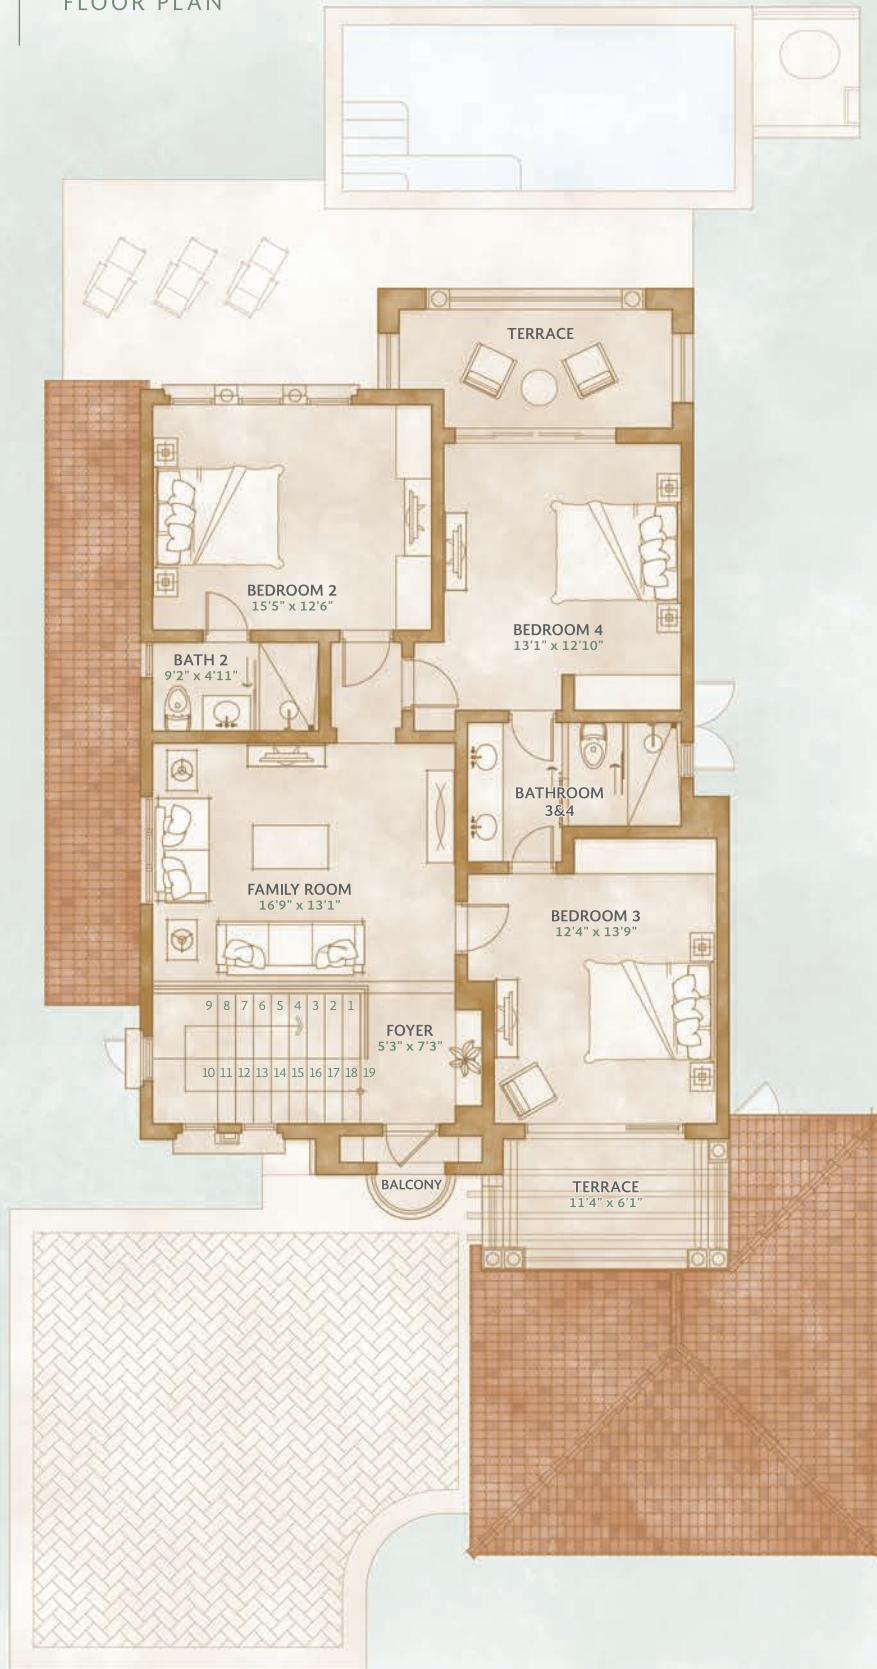 FLOOR PLAN
TERRACE
BEDROOM 2
15'5" x 12'6"
BEDROOM 4
13'1" x 12'10"
BATH 2
9'2" x 4'11"
BATHROOM
3&4
FAMILY ROOM
16'9" x 13'1"
BEDROOM 3
12'4" x 13'9"
9 8 7 6 5 4 3 2 1
FOYER
5'3" x 7'3"
10 11 12 13 14 15 16 17 18 19
BALCONY
TERRACE
11'4" x 6'1"